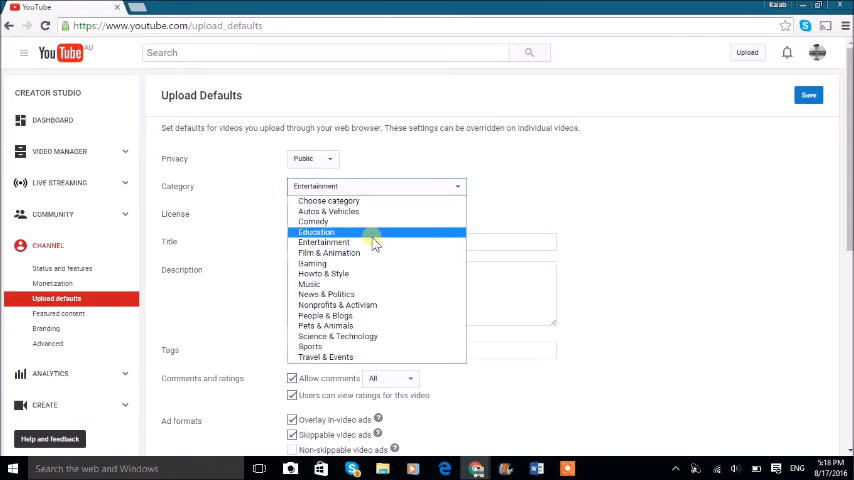 YouTube
Kalab
https://www.youtube.com/upload_defaults
YouTube AU
Search
Upload
CREATOR STUDIO
DASHBOARD
VIDEO MANAGER
LIVE STREAMING
COMMUNITY
CHANNEL
Status and features
Monetization
Upload defaults
Featured content
Branding
Advanced
ANALYTICS
CREATE
Help and feedback
Upload Defaults
Save
Set defaults for videos you upload through your web browser. These settings can be overridden on individual videos.
Privacy
Public
Category
Entertainment
Choose category
Autos & Vehicles
Comedy
Education
Entertainment
Film & Animation
Gaming
Howto & Style
Music
News & Politics
Nonprofits & Activism
People & Blogs
Pets & Animals
Science & Technology
Sports
Travel & Events
License
Title
Description
Tags
Comments and ratings
Allow comments
All
Users can view ratings for this video
Ad formats
Overlay in-video ads ?
Skippable video ads ?
Non-skippable video ads ?
Search the web and Windows
ENG
5:18 PM
8/17/2016